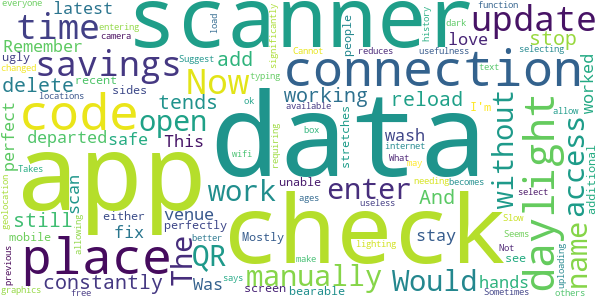 everyone
entering
load
dark
function
latest
camera
scanner
history
update
time
significantly
Remember
people
love
stop
ugly
Suggest
Cannot
reduces
usefulness
selecting
savings
add
connection
changed
recent
typing
text
delete
sides
Now
working
reload
I'm
worked
locations
ok
available
box
allow
code
tends
wash
perfect
open
data
stretches
without
daylight
access
additional
departed
safe
This
wifi
internet
app
requiring
What
may
Takes
scan
work
unable
enter
needing
becomes
select
And
ages
useless
name
geolocation
still
fix
venue
check
either
perfectly
Slow
mobile
QR
stay
lighting
Seems
allowing
place
The
better
Mostly
hands
see
Not
uploading
previous
constantly
manually
would
Was
says
make
screen
graphics
free
bearable
Sometimes
others